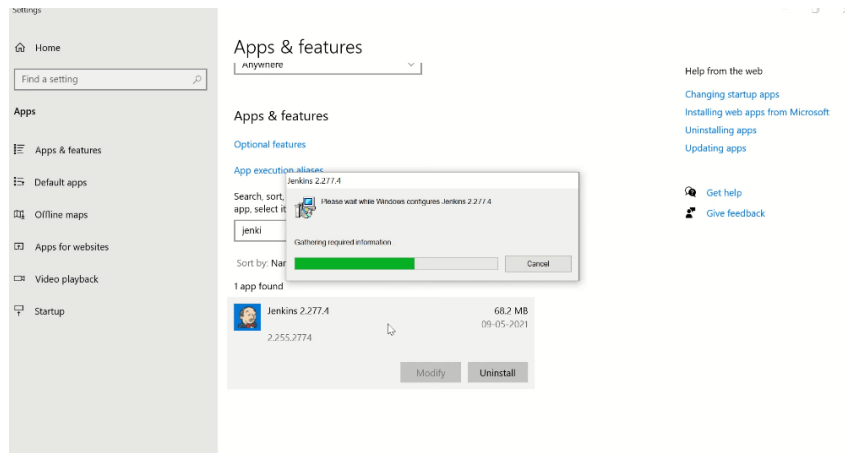 Settings
Home
Find a setting
Apps
Apps & features
Default apps
Offline maps
Apps for websites
Video playback
Startup
Apps & features
Anywhere
Apps & features
Optional features
App execution aliases
Search, sort,
app, select it
jenki
Sort by: Nar
1 app found
Jenkins 2.277.4
68.2 MB
09-05-2021
2.255.2774
Modify
Uninstall
Jenkins 2.277.4
Please wait while Windows configures Jenkins 2.277.4
Gathering required information...
Cancel
Help from the web
Changing startup apps
Installing web apps from Microsoft
Uninstalling apps
Updating apps
Get help
Give feedback